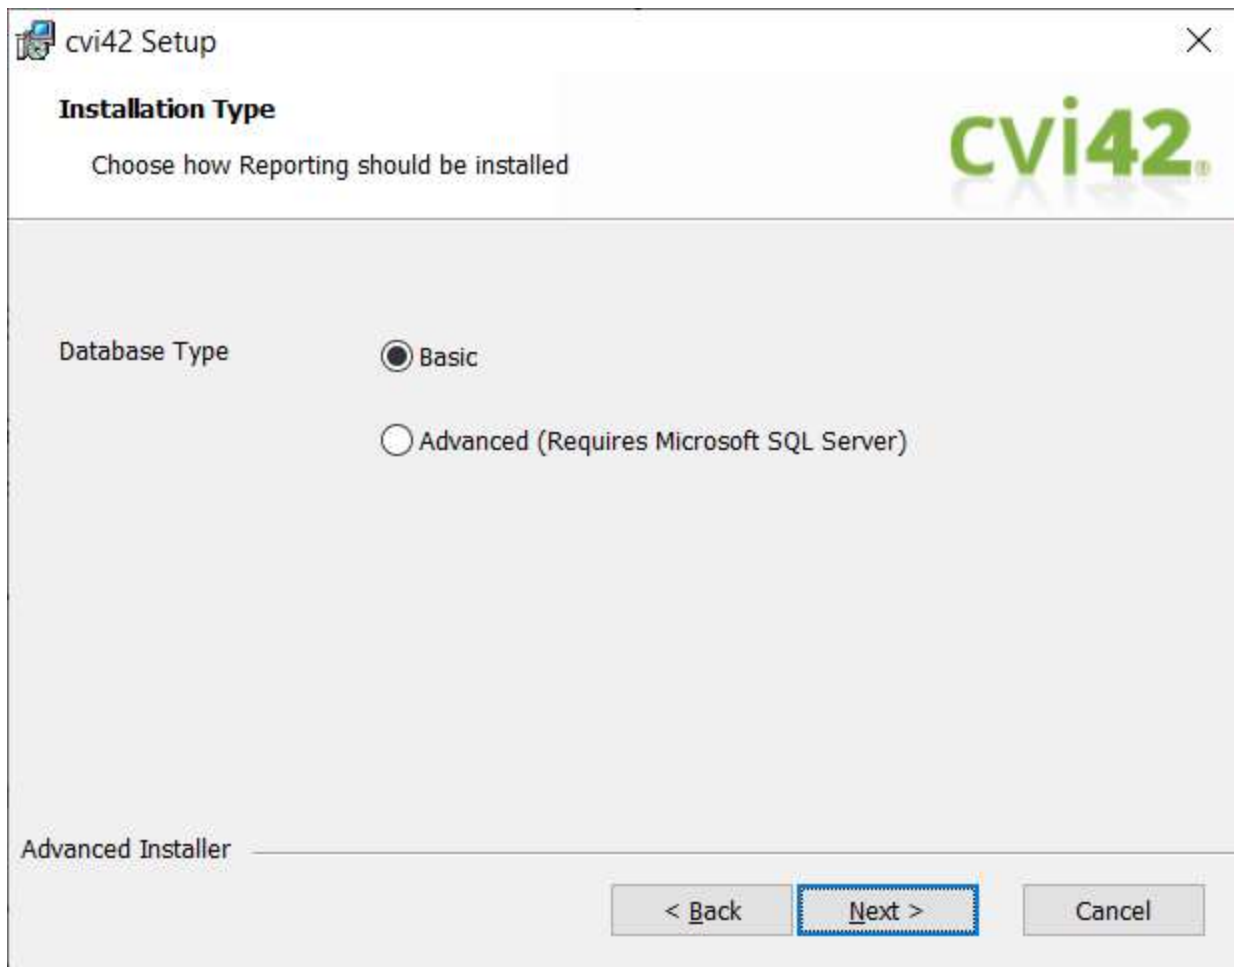 cvi42 Setup
Installation Type
Choose how Reporting should be installed
cvi42®
Database Type
Basic
Advanced (Requires Microsoft SQL Server)
Advanced Installer
< Back
Next >
Cancel